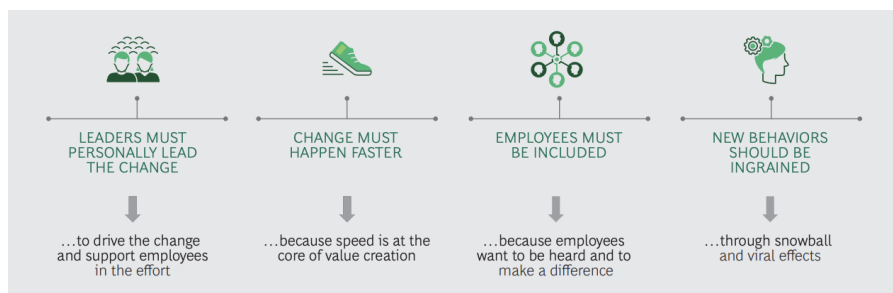 LEADERS MUST
PERSONALLY LEAD
THE CHANGE
…to drive the change
and support employees
in the effort
CHANGE MUST
HAPPEN FASTER
…because speed is at the
core of value creation
EMPLOYEES MUST
BE INCLUDED
…because employees
want to be heard and to
make a difference
NEW BEHAVIORS
SHOULD BE
INGRAINED
…through snowball
and viral effects